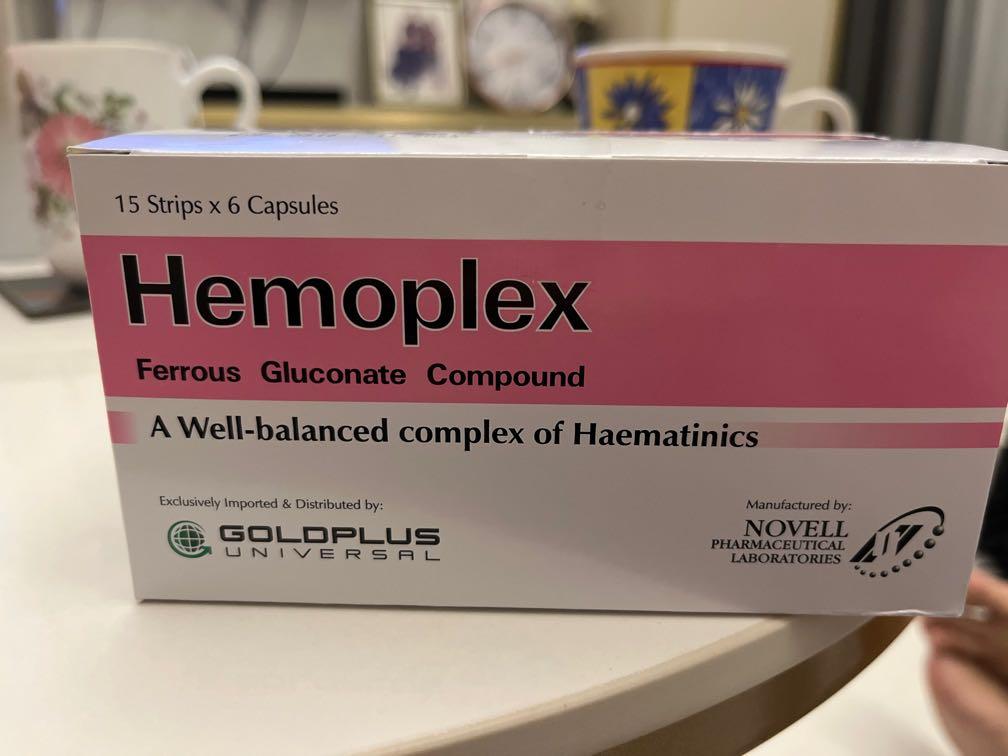 15 Strips x 6 Capsules
Hemoplex
Ferrous Gluconate Compound
A Well-balanced complex of Haematinics
Exclusively Imported & Distributed by:
GOLDPLUS
UNIVERSAL
Manufactured by:
NOVELL
PHARMACEUTICAL
LABORATORIES